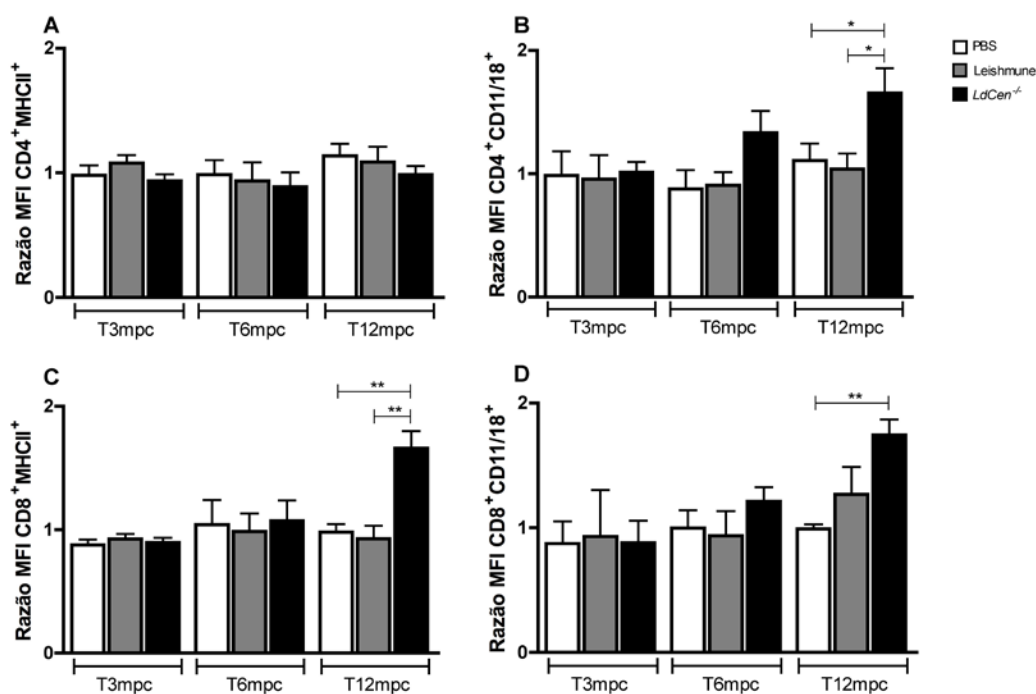 A
Razão MFI CD4⁺MHCII⁺
2
1
0
T3mpc T6mpc T12mpc
B
Razão MFI CD4⁺CD11/18⁺
2
1
0
* 
*
T3mpc T6mpc T12mpc
PBS
Leishmune
LdCen⁻/⁻
C
Razão MFI CD8⁺MHCII⁺
2
1
0
**
**
T3mpc T6mpc T12mpc
D
Razão MFI CD8⁺CD11/18⁺
2
1
0
**
T3mpc T6mpc T12mpc